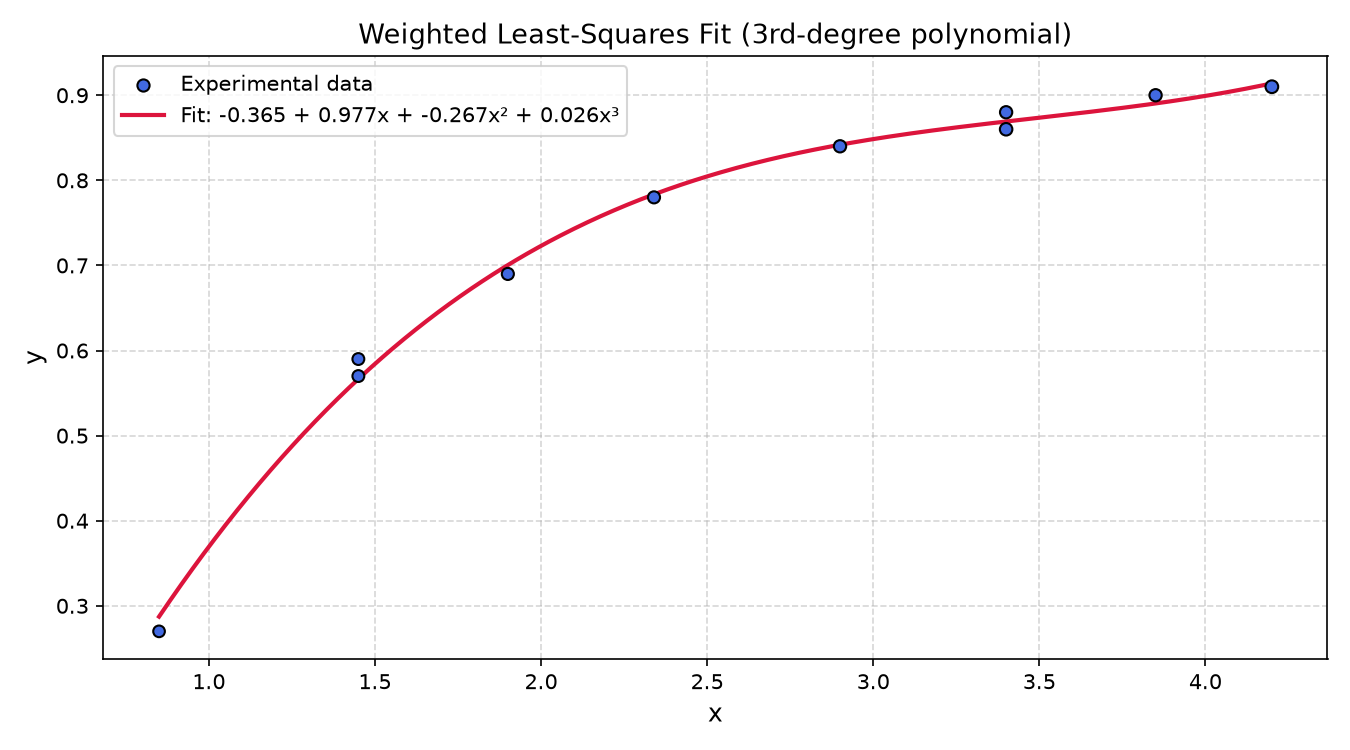 Weighted Least-Squares Fit (3rd-degree polynomial)
Experimental data
Fit: -0.365 + 0.977x + -0.267x² + 0.026x³
0.9
0.8
0.7
0.6
0.5
0.4
0.3
y
1.0 1.5 2.0 2.5 3.0 3.5 4.0
x